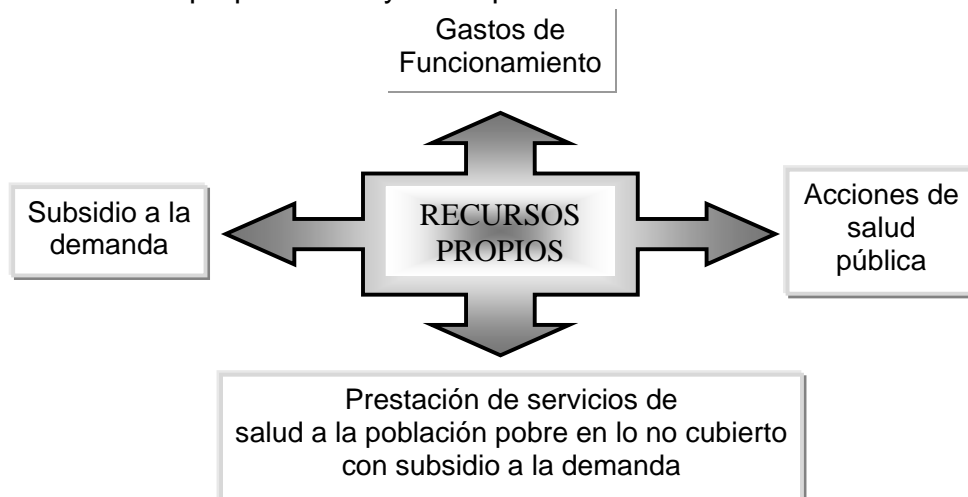 Gastos de
Funcionamiento
Subsidio a la
demanda
RECURSOS
PROPIOS
Acciones de
salud
pública
Prestación de servicios de
salud a la población pobre en lo no cubierto
con subsidio a la demanda